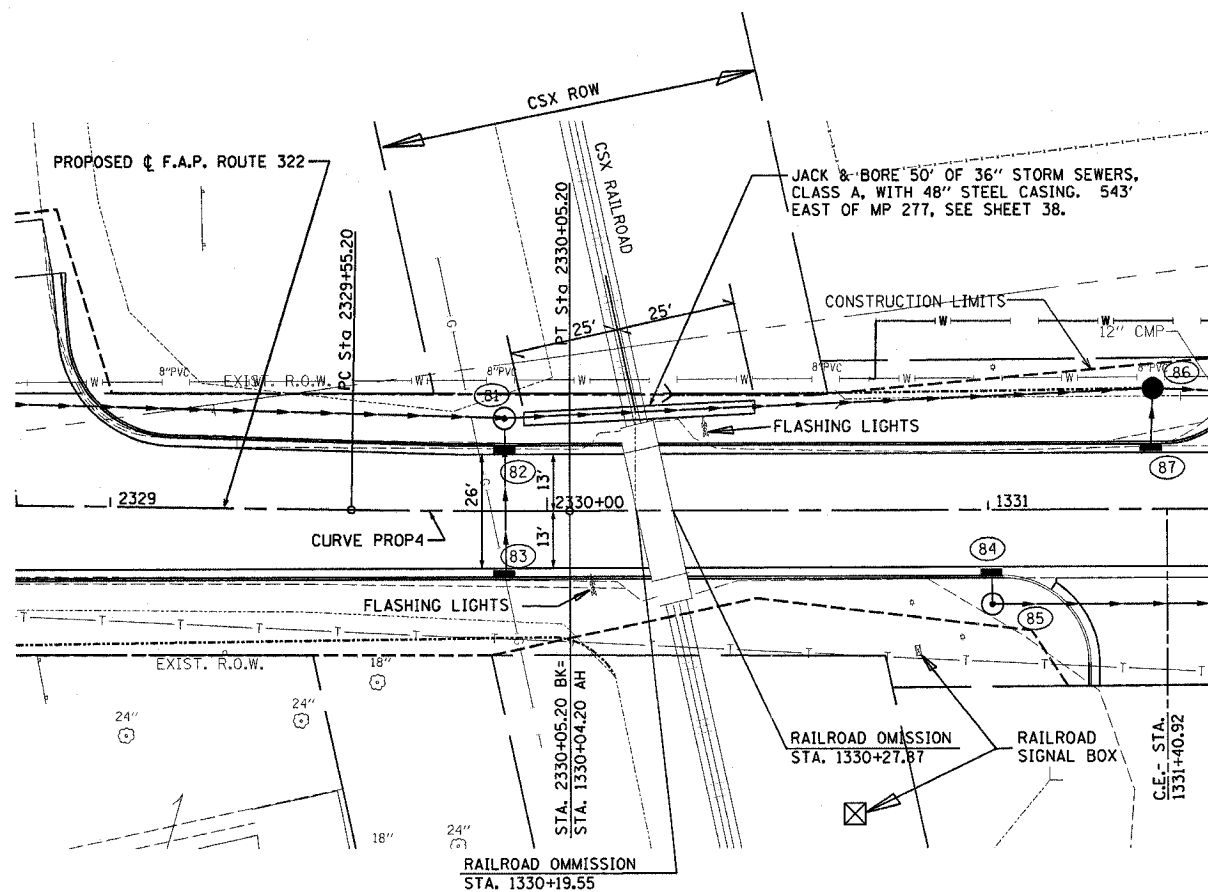 CSX ROW
PROPOSED ℄ F.A.P. ROUTE 322
CSX RAILROAD
JACK & BORE 50' OF 36" STORM SEWERS,
CLASS A, WITH 48" STEEL CASING. 543'
EAST OF MP 277, SEE SHEET 38.
PC Sta 2329+55.20
PT Sta 2330+05.20
25'
25'
CONSTRUCTION LIMITS
W
12" CMP
G
8"PVC
8"PVC
8"PVC
8"PVC
EXIST. R.O.W.
W
W
W
W
W
W
81
86
FLASHING LIGHTS
82
87
26'
13'
2329
2330+00
1331
CURVE PROP4
13'
83
84
FLASHING LIGHTS
85
T T T T T T T T T T T T
EXIST. R.O.W.
18"
24"
24"
STA. 2330+05.20 BK=
STA. 1330+04.20 AH
RAILROAD OMISSION
STA. 1330+27.87
RAILROAD
SIGNAL BOX
C.E.- STA.
1331+40.92
18"
24"
RAILROAD OMMISSION
STA. 1330+19.55